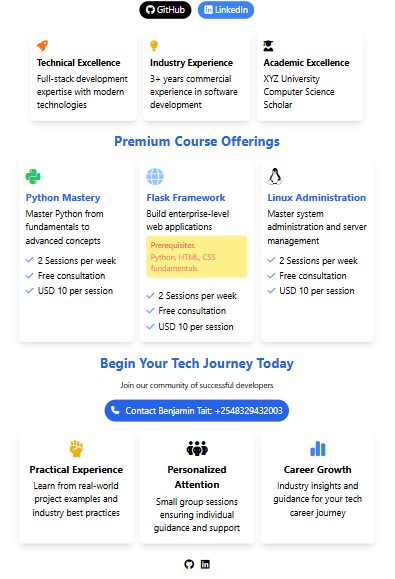 GitHub LinkedIn
Technical Excellence
Full-stack development
expertise with modern
technologies
Industry Experience
3+ years commercial
experience in software
development
Academic Excellence
XYZ University
Computer Science
Scholar
Premium Course Offerings
Python Mastery
Master Python from
fundamentals to
advanced concepts
2 Sessions per week
Free consultation
USD 10 per session
Flask Framework
Build enterprise-level
web applications
Prerequisites
Python, HTML, CSS
fundamentals
2 Sessions per week
Free consultation
USD 10 per session
Linux Administration
Master system
administration and server
management
2 Sessions per week
Free consultation
USD 10 per session
Begin Your Tech Journey Today
Join our community of successful developers
Contact Benjamin Tait: +2548329432003
Practical Experience
Learn from real-world
project examples and
industry best practices
Personalized
Attention
Small group sessions
ensuring individual
guidance and support
Career Growth
Industry insights and
guidance for your tech
career journey